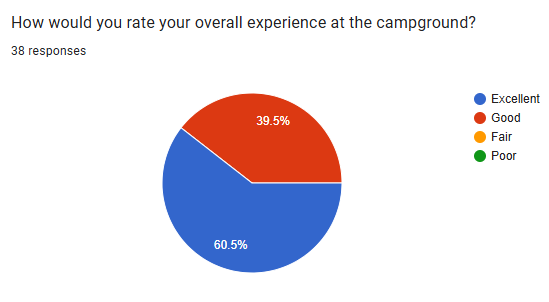 How would you rate your overall experience at the campground?
38 responses
39.5%
60.5%
Excellent
Good
Fair
Poor